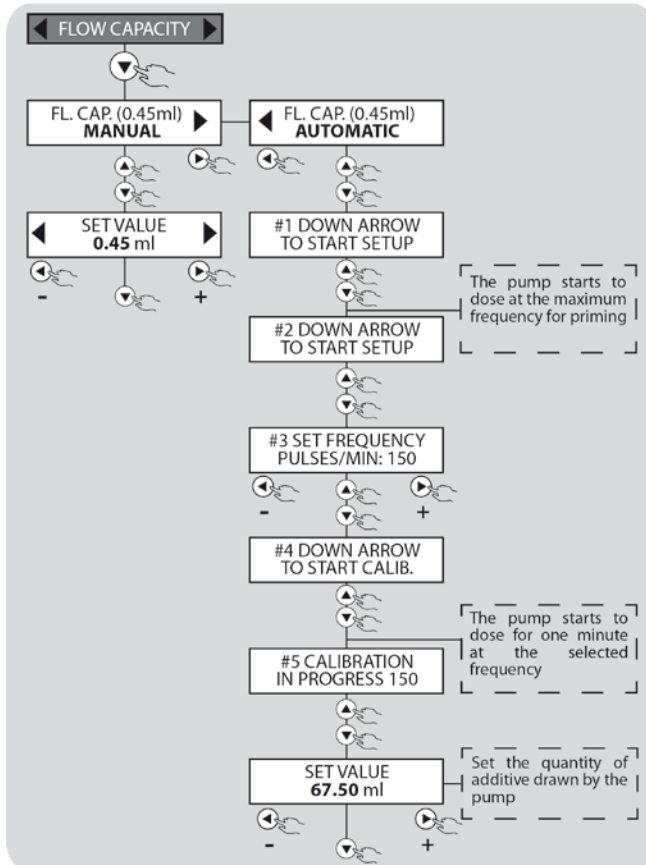 FLOW CAPACITY
FL. CAP. (0.45ml)
MANUAL
FL. CAP. (0.45ml)
AUTOMATIC
SET VALUE
0.45 ml
- +
#1 DOWN ARROW
TO START SETUP
The pump starts to
dose at the maximum
frequency for priming
#2 DOWN ARROW
TO START SETUP
#3 SET FREQUENCY
PULSES/MIN: 150
- +
#4 DOWN ARROW
TO START CALIB.
The pump starts to
dose for one minute
at the selected
frequency
#5 CALIBRATION
IN PROGRESS 150
SET VALUE
67.50 ml
Set the quantity of
additive drawn by the
pump
- +